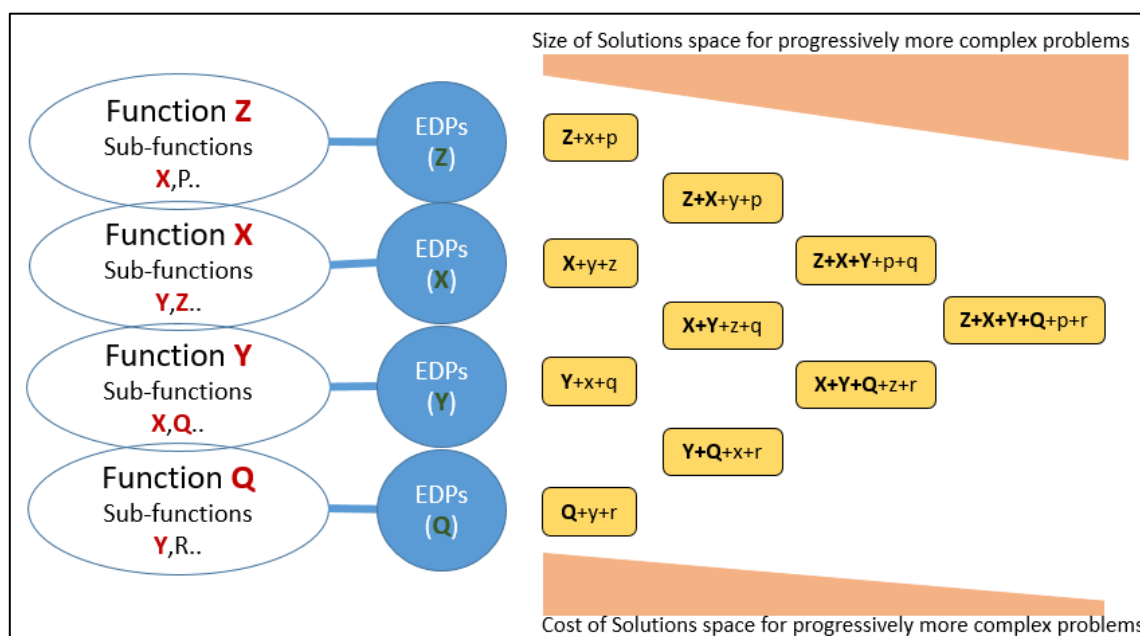 Size of Solutions space for progressively more complex problems
Function Z
Sub-functions
X,P..
EDPs
(Z)
Z+x+p
Z+X+y+p
Function X
Sub-functions
Y,Z..
EDPs
(X)
X+y+z
Z+X+Y+p+q
X+Y+z+q
Z+X+Y+Q+p+r
Function Y
Sub-functions
X,Q..
EDPs
(Y)
Y+x+q
X+Y+Q+z+r
Y+Q+x+r
Function Q
Sub-functions
Y,R..
EDPs
(Q)
Q+y+r
Cost of Solutions space for progressively more complex problems